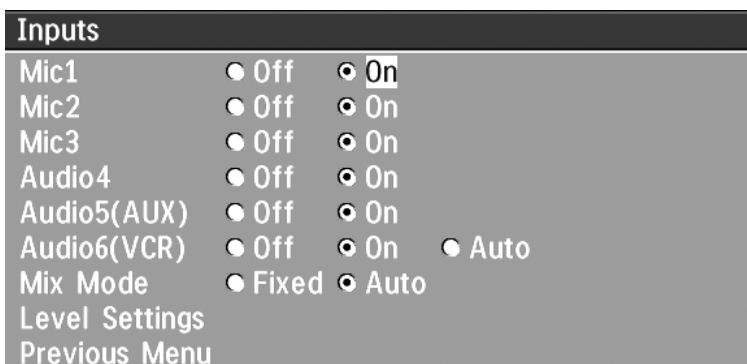 Inputs
Mic1 Off On
Mic2 Off On
Mic3 Off On
Audio4 Off On
Audio5(AUX) Off On
Audio6(VCR) Off On Auto
Mix Mode Fixed Auto
Level Settings
Previous Menu